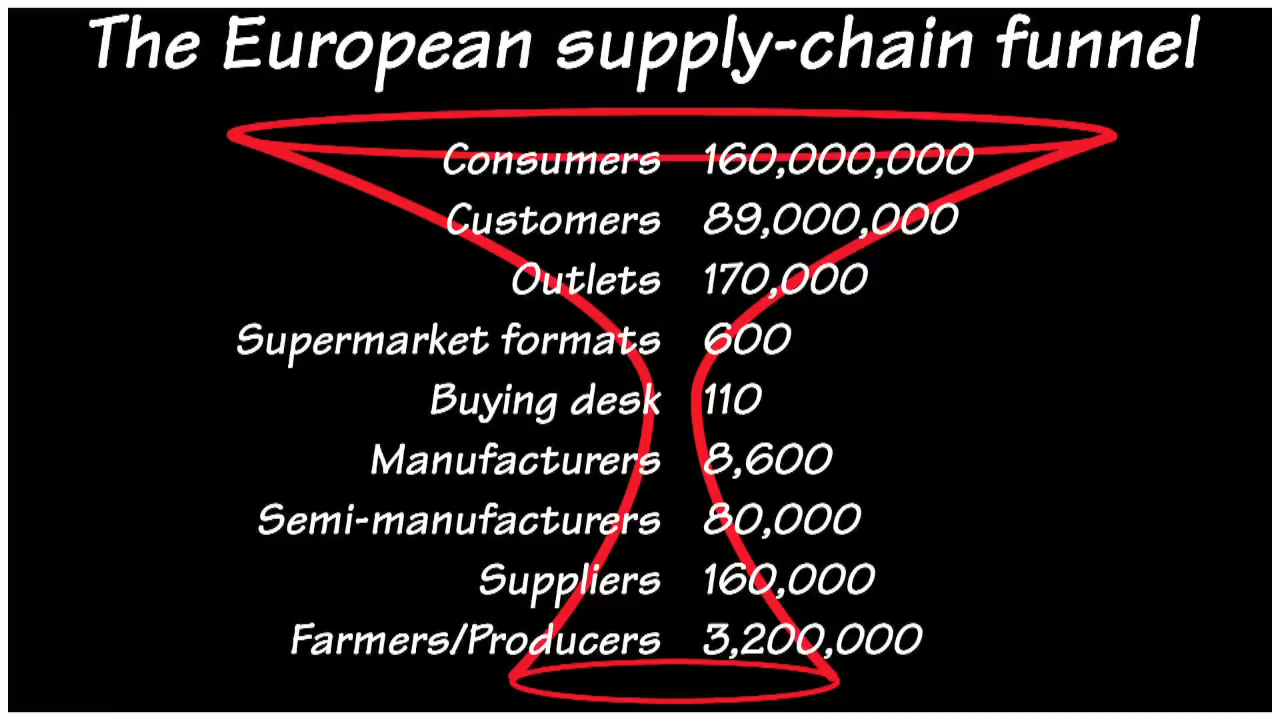 The European supply-chain funnel
Consumers 160,000,000
Customers 89,000,000
Outlets 170,000
Supermarket formats 600
Buying desk 110
Manufacturers 8,600
Semi-manufacturers 80,000
Suppliers 160,000
Farmers/Producers 3,200,000